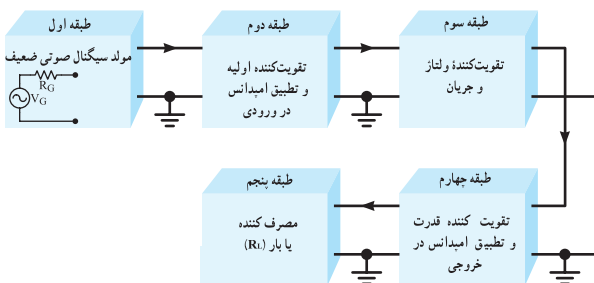 طبقه اول
مولد سیگنال صوتی ضعیف
RG
VG
طبقه دوم
تقویت‌کننده اولیه
و تطبیق امپدانس
در ورودی
طبقه سوم
تقویت‌کنندهٔ ولتاژ
و جریان
طبقه چهارم
تقویت کننده قدرت
و تطبیق امپدانس در
خروجی
طبقه پنجم
مصرف کننده
یا بار (RL)